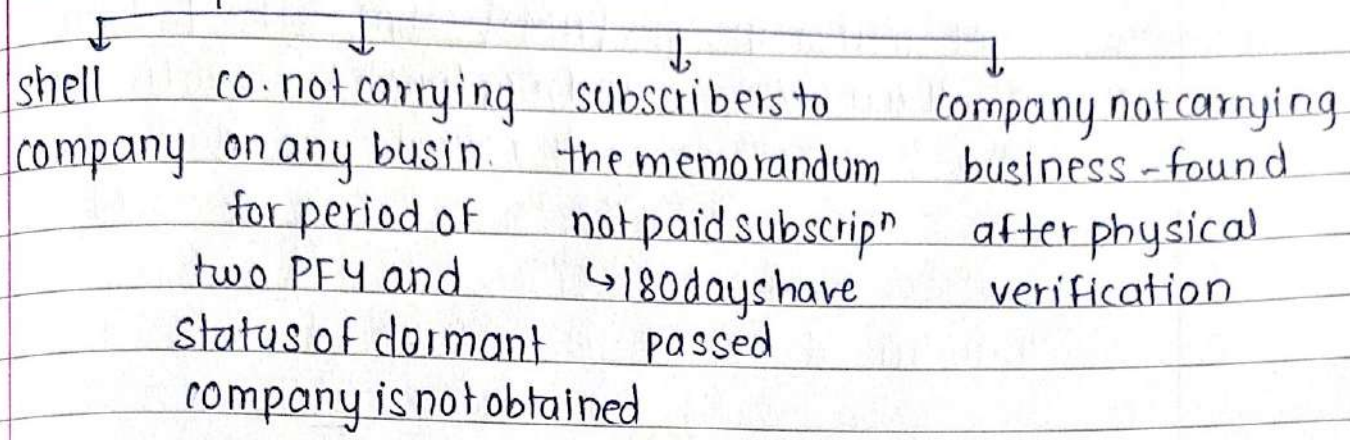 shell
company
co. not carrying
on any busin.
for period of
two PFY and
status of dormant
company is not obtained
subscribers to
the memorandum
not paid subscripⁿ
↳180 days have
passed
company not carrying
business - found
after physical
verification